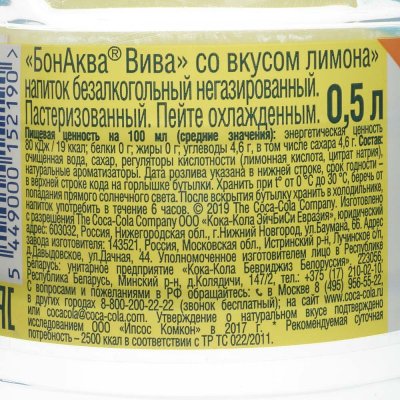 «БонАква® Вива» со вкусом лимона»
напиток безалкогольный негазированный.
Пастеризованный. Пейте охлажденным. 0,5 л
Пищевая ценность на 100 мл (средние значения): энергетическая ценность
80 кДж / 19 ккал; белки 0 г; жиры 0 г; углеводы 4,6 г, в том числе сахара 4,6 г. Состав:
очищенная вода, сахар, регуляторы кислотности (лимонная кислота, цитрат натрия),
натуральные ароматизаторы. Дата розлива указана в нижней строке, срок годности –
в верхней строке кода на горлышке бутылки. Хранить при t° от 0 °C до 30 °C, беречь от
попадания прямого солнечного света. После вскрытия бутылку хранить в холодильнике,
напиток употребить в течение 6 часов. © 2019 The Coca-Cola Company. Изготовлено
с разрешения The Coca-Cola Company ООО «Кока-Кола ЭйчБиСи Евразия», юридический
адрес: 603032, Россия, Нижегородская обл., г.Нижний Новгород, ул.Баумана, 66. Адрес
завода изготовителя: 143521, Россия, Московская обл., Истринский р-н, Лучинское с/п,
д.Давыдовское, ул.Дачная, 44. Уполномоченное изготовителем лицо в Республике
Беларусь: унитарное предприятие «Кока-Кола Бевриджиз Белоруссия», 223056,
Республика Беларусь, Минский р-н, д.Колядичи, 147/2, тел.: +375 (17) 210-02-10.
С вопросами и пожеланиями в РФ обращайтесь: в Москве 8 (495) 956-55-22,
в других городах 8-800-200-22-22 (звонок бесплатный); на сайт www.coca-cola.ru
или cocacola@coca-cola.com. Утверждение о натуральном вкусе подтверждено
исследованием ООО «Ипсос Комкон» в 2017 г. * Рекомендуемая суточная
потребность – 2500 ккал в соответствии с ТР ТС 022/2011.
5 449000 152190 >